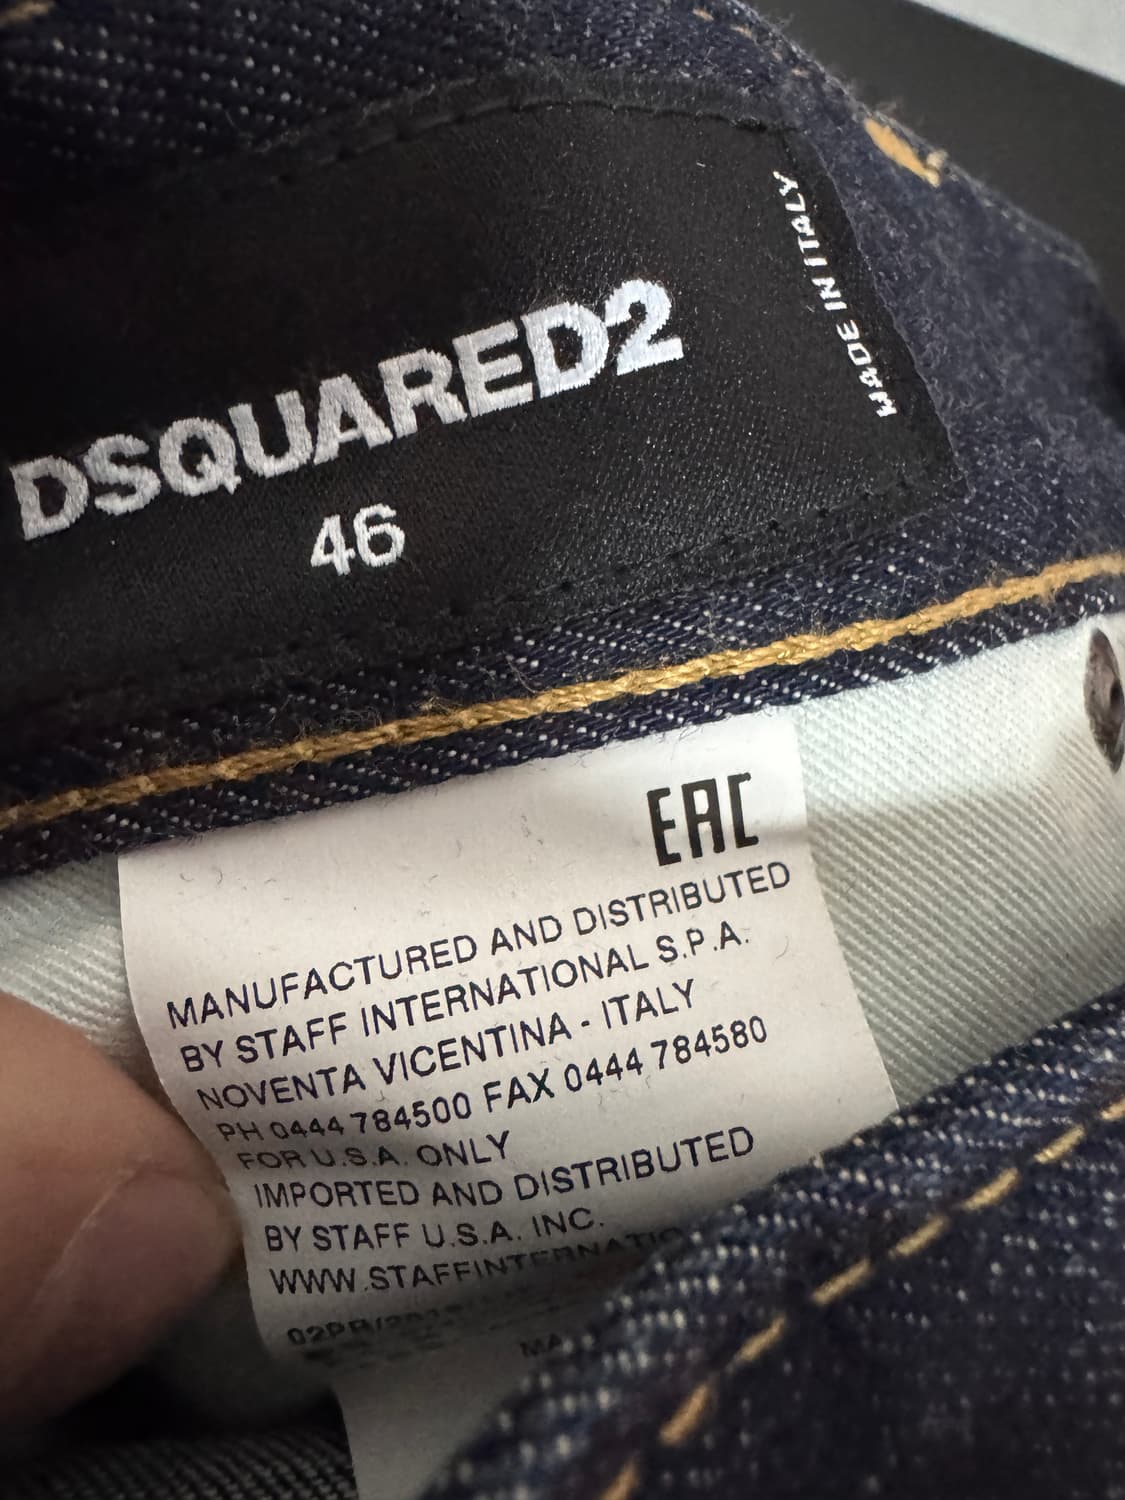 DSQUARED2
46
MADE IN ITALY
EAC
MANUFACTURED AND DISTRIBUTED
BY STAFF INTERNATIONAL S.P.A.
NOVENTA VICENTINA - ITALY
PH 0444 784500 FAX 0444 784580
FOR U.S.A. ONLY
IMPORTED AND DISTRIBUTED
BY STAFF U.S.A. INC.